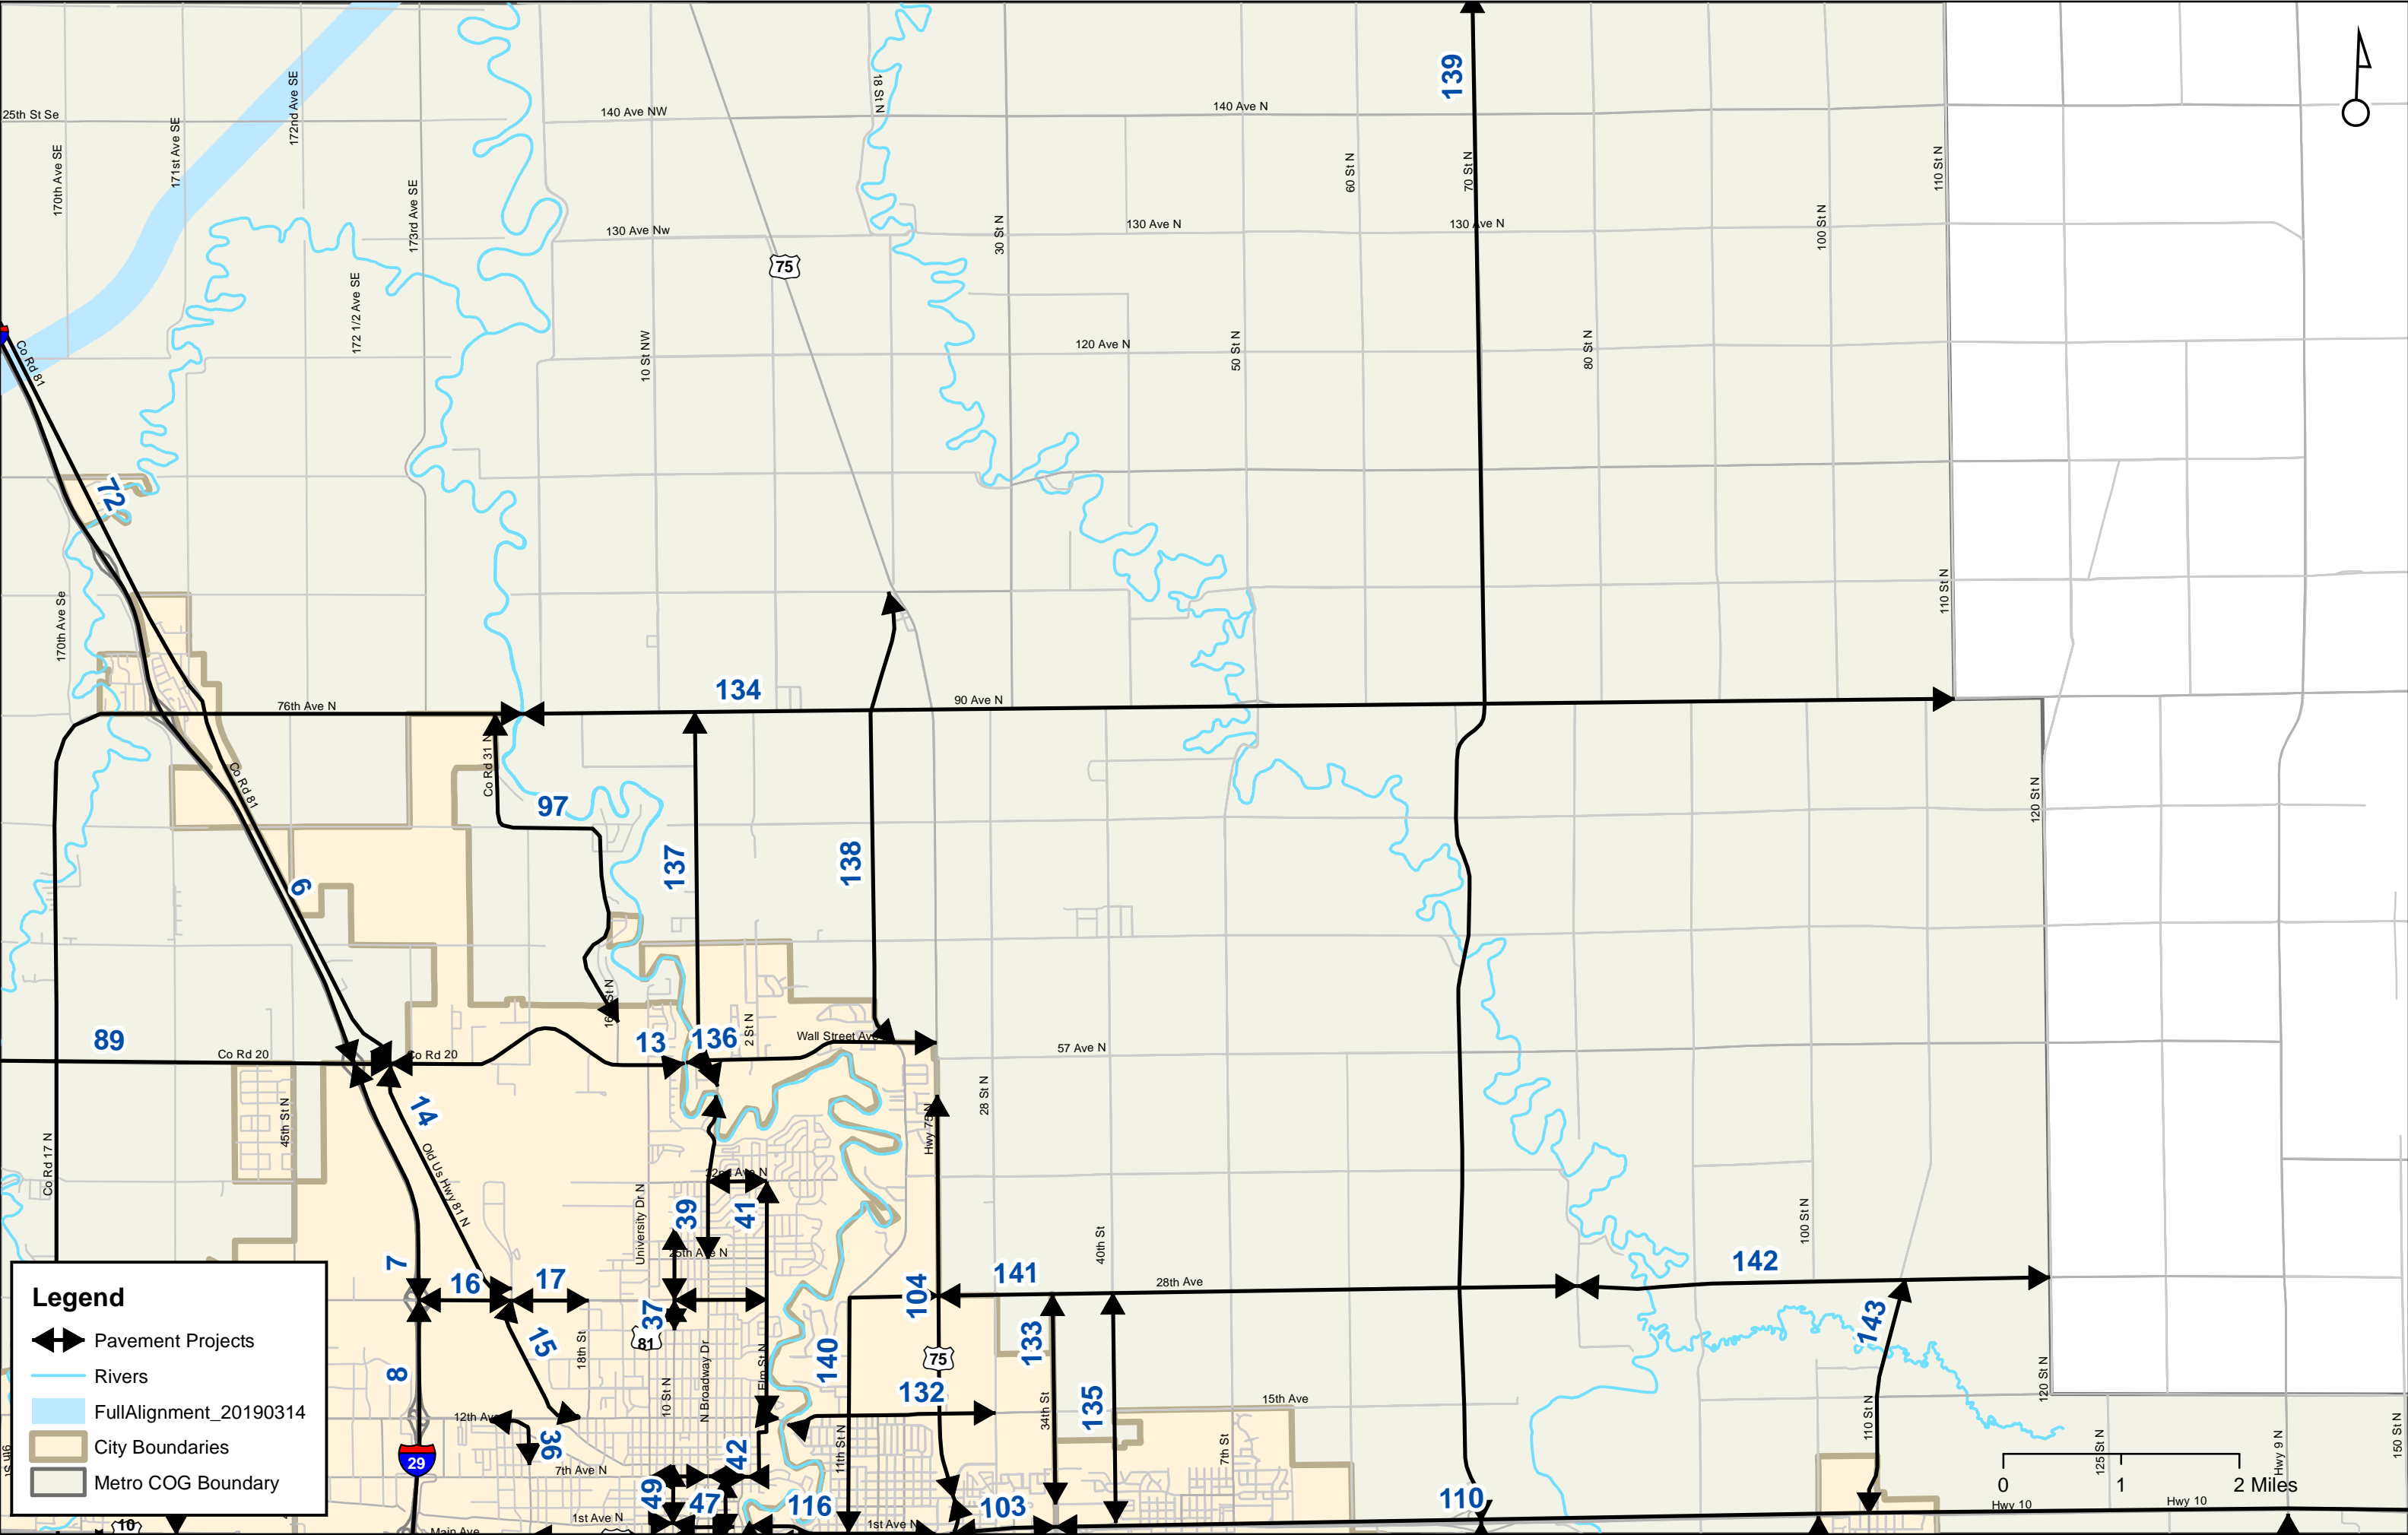 139
18 St N
172nd Ave SE
140 Ave NW
140 Ave N
25th St Se
171st Ave SE
170th Ave SE
60 St N
70 St N
110 St N
173rd Ave SE
130 Ave Nw
30 St N
130 Ave N
130 Ave N
100 St N
75
172 1/2 Ave SE
Co Rd 81
10 St NW
120 Ave N
50 St N
80 St N
72
170th Ave Se
110 St N
134
76th Ave N
90 Ave N
Co Rd 31 N
Co Rd 81
97
120 St N
137
138
6
16 St N
89
Co Rd 20
Co Rd 20
13
136
2 St N
Wall Street Ave
57 Ave N
14
45th St N
28 St N
Hwy 75 N
Co Rd 17 N
Old Us Hwy 81 N
32nd Ave N
University Dr N
39
41
25th Ave N
40th St
100 St N
7
16
17
104
141
28th Ave
142
37
81
15
18th St N
Elm St N
N Broadway Dr
10 St N
140
75
133
143
8
132
135
34th St
15th Ave
120 St N
110 St N
12th Ave
36
7th Ave N
42
11th St N
7th St
125 St N
Hwy 9 N
150 St N
29
49
47
116
103
110
1st Ave N
1st Ave N
Main Ave
10
Hwy 10
Hwy 10
0 1 2 Miles
Legend
Pavement Projects
Rivers
FullAlignment_20190314
City Boundaries
Metro COG Boundary